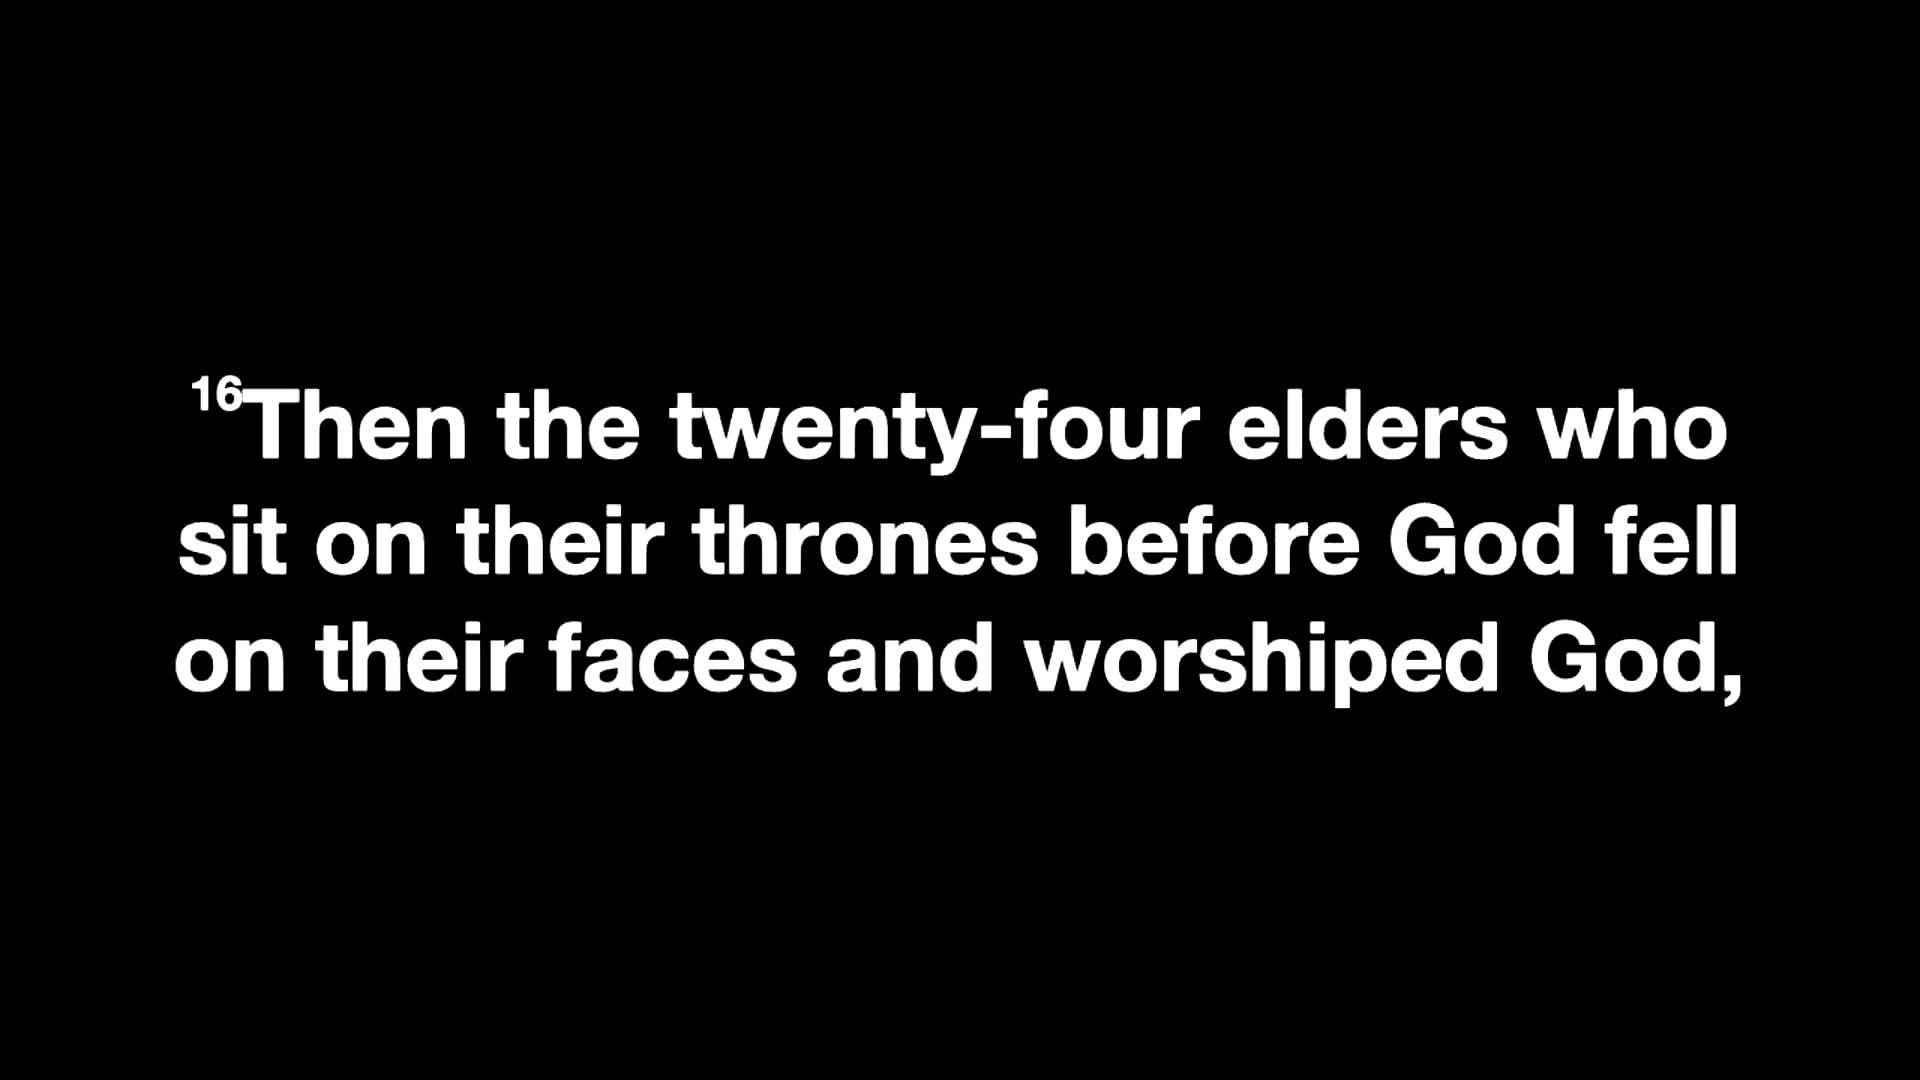 16Then the twenty-four elders who
sit on their thrones before God fell
on their faces and worshiped God,